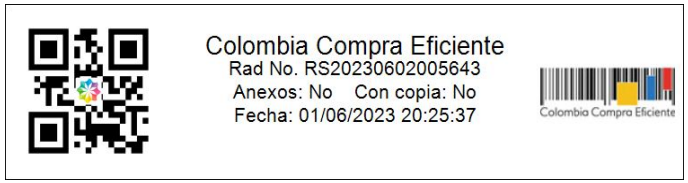 Colombia Compra Eficiente
Rad No. RS20230602005643
Anexos: No    Con copia: No
Fecha: 01/06/2023 20:25:37
Colombia Compra Eficiente